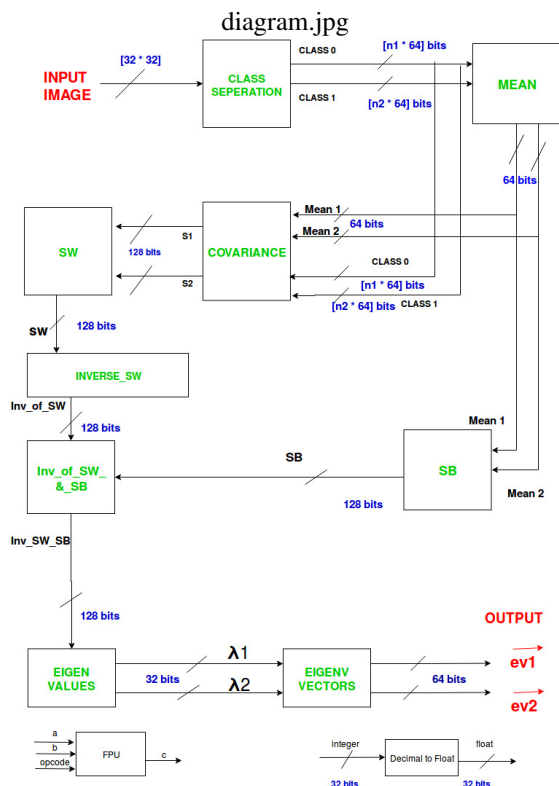 diagram.jpg
[32 * 32]
INPUT
IMAGE
CLASS
SEPERATION
CLASS 0
[n1 * 64] bits
CLASS 1
[n2 * 64] bits
MEAN
64 bits
Mean 1
64 bits
Mean 2
SW
S1
128 bits
S2
COVARIANCE
CLASS 0
[n1 * 64] bits
[n2 * 64] bits
CLASS 1
SW
128 bits
INVERSE_SW
Inv_of_SW
128 bits
Inv_of_SW_
&_SB
SB
128 bits
SB
Mean 1
Mean 2
Inv_SW_SB
128 bits
EIGEN
VALUES
λ1
32 bits
λ2
EIGENV
VECTORS
64 bits
OUTPUT
ev1
ev2
a
b
opcode
FPU
c
integer
32 bits
Decimal to Float
float
32 bits